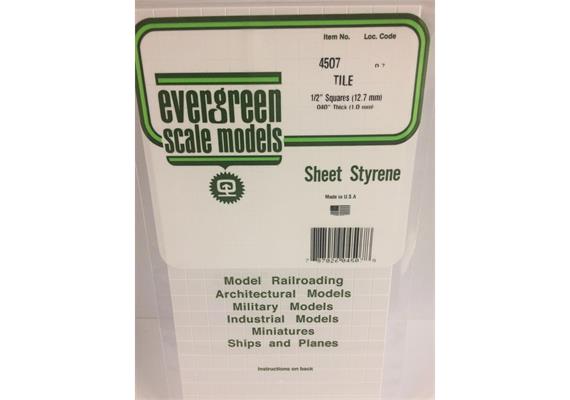 Item No. Loc. Code
4507
TILE
1/2" Squares (12.7 mm)
.040" Thick (1.0 mm)
evergreen
scale models
Sheet Styrene
Made in U S A
Model Railroading
Architectural Models
Military Models
Industrial Models
Miniatures
Ships and Planes
Instructions on back